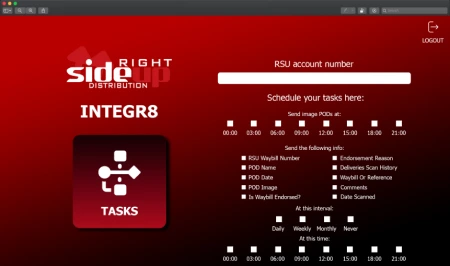 LOGOUT
RIGHT
side up
DISTRIBUTION
INTEGR8
TASKS
RSU account number
Schedule your tasks here:
Send image PODs at:
00:00 03:00 06:00 09:00 12:00 15:00 18:00 21:00
Send the following info:
RSU Waybill Number Endorsement Reason
POD Name Deliveries Scan History
POD Date Waybill Or Reference
POD Image Comments
Is Waybill Endorsed? Date Scanned
At this interval:
Daily Weekly Monthly Never
At this time:
00:00 03:00 06:00 09:00 12:00 15:00 18:00 21:00